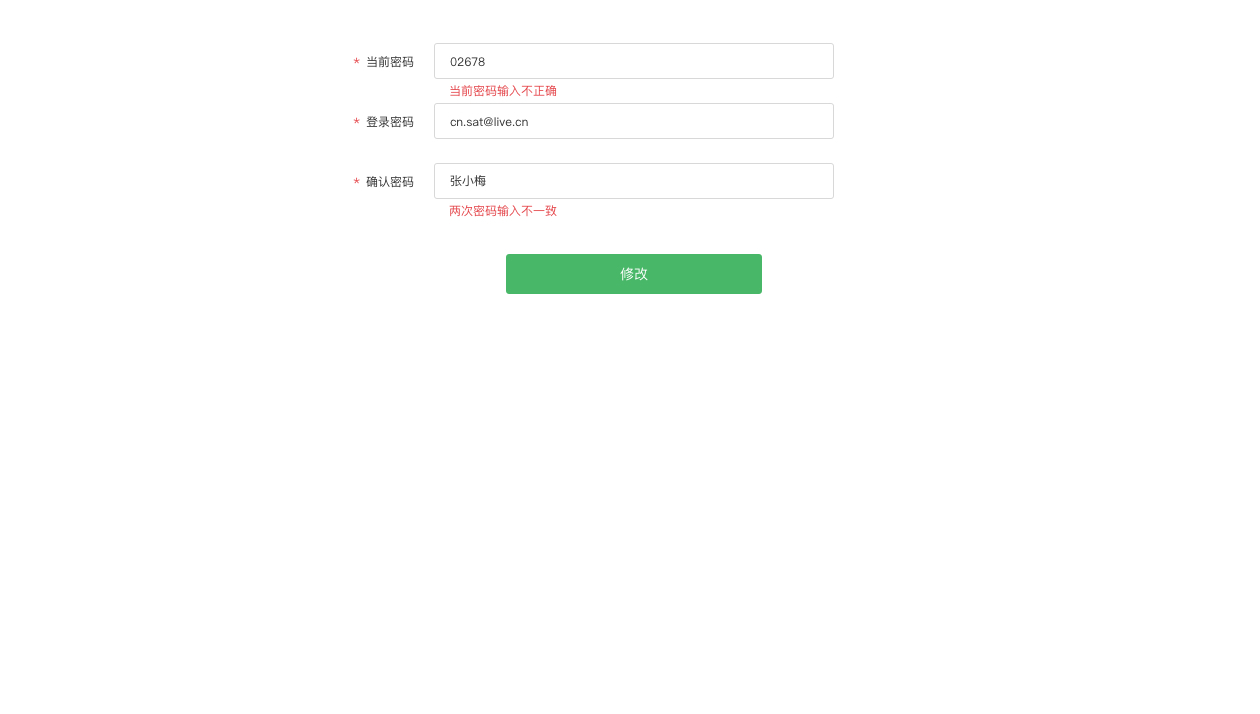 * 当前密码 02678
当前密码输入不正确
* 登录密码 cn.sat@live.cn
* 确认密码 张小梅
两次密码输入不一致
修改